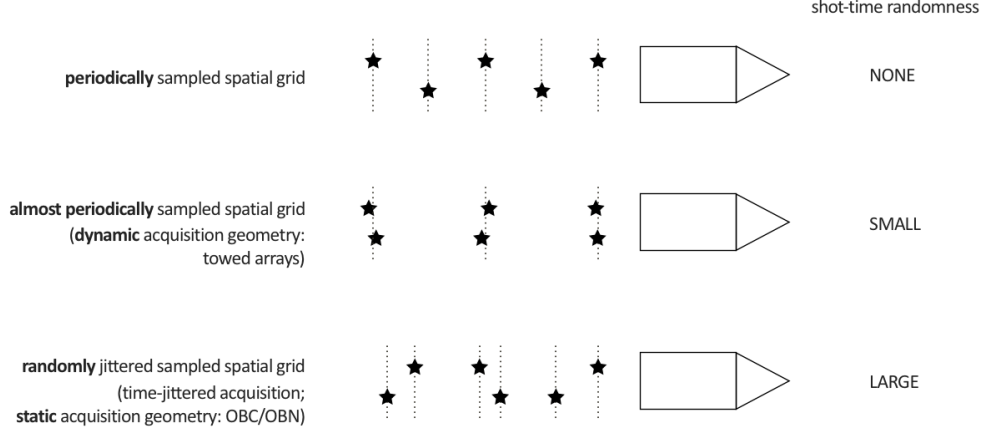 shot-time randomness
periodically sampled spatial grid
NONE
almost periodically sampled spatial grid
(dynamic acquisition geometry:
towed arrays)
SMALL
randomly jittered sampled spatial grid
(time-jittered acquisition;
static acquisition geometry: OBC/OBN)
LARGE